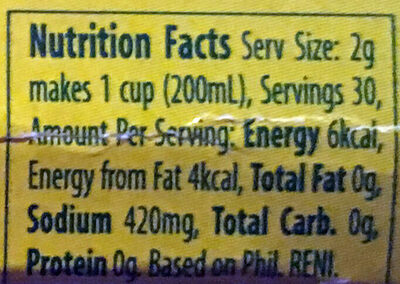 Nutrition Facts Serv Size: 2g
makes 1 cup (200mL), Servings 30,
Amount Per Serving: Energy 6kcal,
Energy from Fat 4kcal, Total Fat 0g,
Sodium 420mg, Total Carb. 0g,
Protein 0g. Based on Phil. RENI.